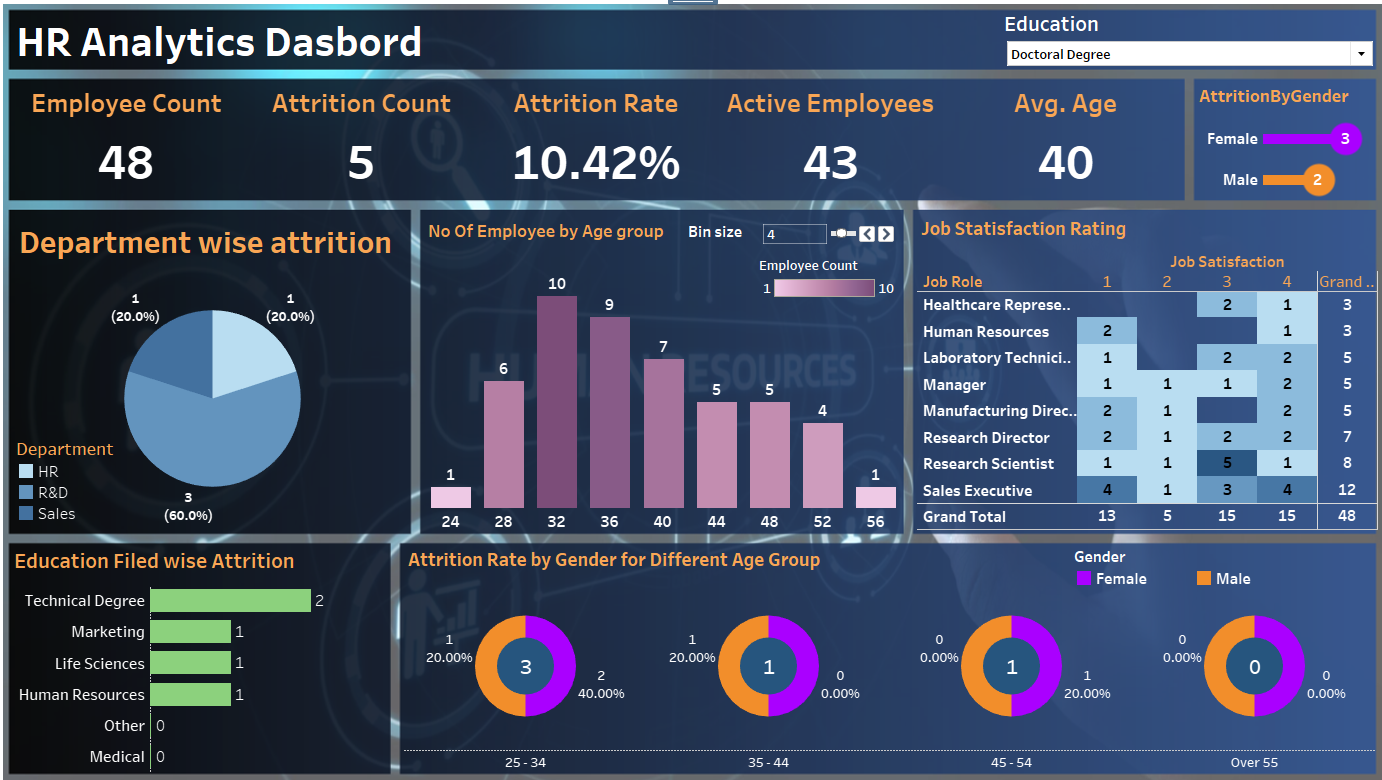 HR Analytics Dasbord
Education
Doctoral Degree
Employee Count
48
Attrition Count
5
Attrition Rate
10.42%
Active Employees
43
Avg. Age
40
AttritionByGender
Female 3
Male 2
Department wise attrition
1
(20.0%)
1
(20.0%)
3
(60.0%)
Department
HR
R&D
Sales
No Of Employee by Age group
Bin size 4
Employee Count
1 10
1 6 10 9 7 5 5 4 1
24 28 32 36 40 44 48 52 56
HUMAN RESOURCES
Job Statisfaction Rating
Job Satisfaction
Job Role 1 2 3 4 Grand ..
Healthcare Represe.. 2 1 3
Human Resources 2 1 3
Laboratory Technici.. 1 2 2 5
Manager 1 1 1 2 5
Manufacturing Direc.. 2 1 2 5
Research Director 2 1 2 2 7
Research Scientist 1 1 5 1 8
Sales Executive 4 1 3 4 12
Grand Total 13 5 15 15 48
Education Filed wise Attrition
Technical Degree 2
Marketing 1
Life Sciences 1
Human Resources 1
Other 0
Medical 0
Attrition Rate by Gender for Different Age Group
Gender
Female Male
1
20.00%
3
2
40.00%
25 - 34
1
20.00%
1
0
0.00%
35 - 44
0
0.00%
1
1
20.00%
45 - 54
0
0.00%
0
0
0.00%
Over 55